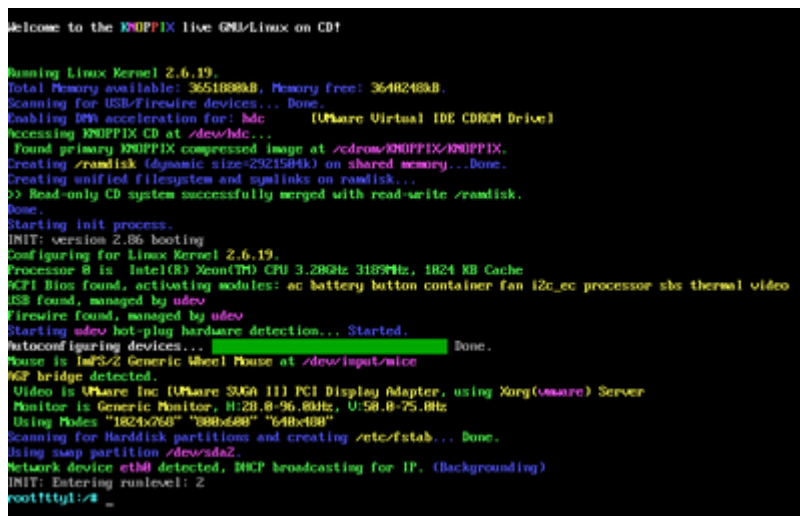 Welcome to the KNOPPIX live GNU/Linux on CD!
Running Linux Kernel 2.6.19.
Total Memory available: 3651880kB, Memory free: 3640248kB.
Scanning for USB/Firewire devices... Done.
Enabling DMA acceleration for: hdc [VMware Virtual IDE CDROM Drive]
Accessing KNOPPIX CD at /dev/hdc...
Found primary KNOPPIX compressed image at /cdrom/KNOPPIX/KNOPPIX.
Creating /ramdisk (dynamic size=2921504k) on shared memory...Done.
Creating unified filesystem and symlinks on ramdisk...
>> Read-only CD system successfully merged with read-write /ramdisk.
Done.
Starting init process.
INIT: version 2.86 booting
Configuring for Linux Kernel 2.6.19.
Processor 0 is Intel(R) Xeon(TM) CPU 3.20GHz 3189MHz, 1024 KB Cache
ACPI Bios found, activating modules: ac battery button container fan i2c_ec processor sbs thermal video
USB found, managed by udev
Firewire found, managed by udev
Starting udev hot-plug hardware detection... Started.
Autoconfiguring devices... Done.
Mouse is ImPS/2 Generic Wheel Mouse at /dev/input/mice
AGP bridge detected.
Video is VMware Inc [VMware SVGA II] PCI Display Adapter, using Xorg(vmware) Server
Monitor is Generic Monitor, H:28.0-96.0kHz, V:50.0-75.0Hz
Using Modes "1024x768" "800x600" "640x480"
Scanning for Harddisk partitions and creating /etc/fstab... Done.
Using swap partition /dev/sda2.
Network device eth0 detected, DHCP broadcasting for IP. (Backgrounding)
INIT: Entering runlevel: 2
root@tty1:/# _